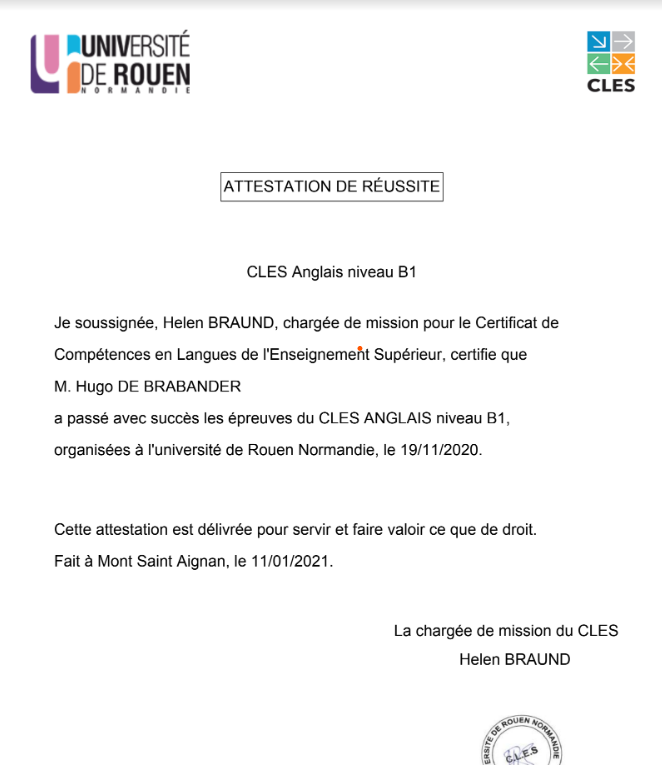 UNIVERSITÉ
DE ROUEN
NORMANDIE
CLES
ATTESTATION DE RÉUSSITE
CLES Anglais niveau B1
Je soussignée, Helen BRAUND, chargée de mission pour le Certificat de
Compétences en Langues de l'Enseignement Supérieur, certifie que
M. Hugo DE BRABANDER
a passé avec succès les épreuves du CLES ANGLAIS niveau B1,
organisées à l'université de Rouen Normandie, le 19/11/2020.
Cette attestation est délivrée pour servir et faire valoir ce que de droit.
Fait à Mont Saint Aignan, le 11/01/2021.
La chargée de mission du CLES
Helen BRAUND
ERSITE DE ROUEN NORMANDIE
C.L.E.S